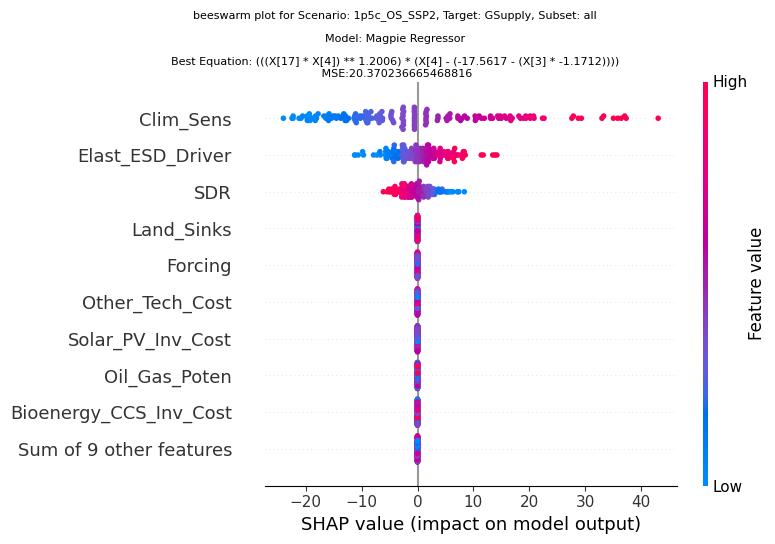 beeswarm plot for Scenario: 1p5c_OS_SSP2, Target: GSupply, Subset: all
Model: Magpie Regressor
Best Equation: (((X[17] * X[4]) ** 1.2006) * (X[4] - (-17.5617 - (X[3] * -1.1712))))
MSE:20.370236665468816
High
Clim_Sens
Elast_ESD_Driver
SDR
Land_Sinks
Forcing
Other_Tech_Cost
Solar_PV_Inv_Cost
Oil_Gas_Poten
Bioenergy_CCS_Inv_Cost
Sum of 9 other features
Feature value
Low
−20 −10 0 10 20 30 40
SHAP value (impact on model output)